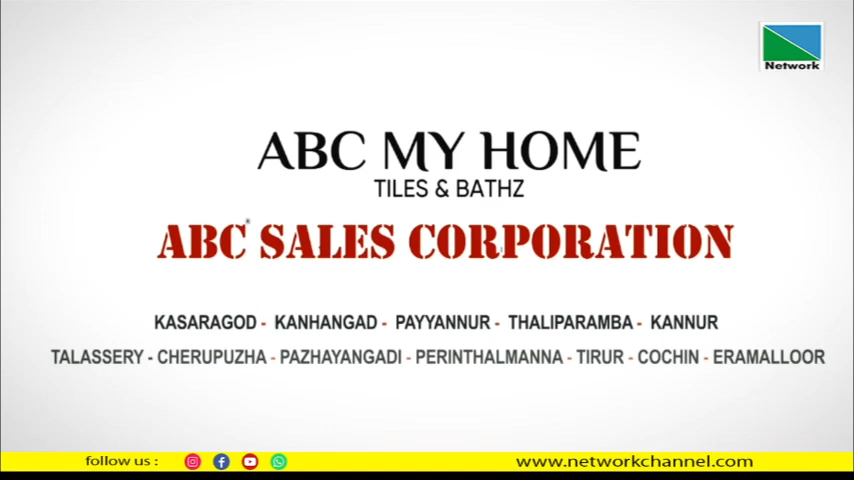 Network
ABC MY HOME
TILES & BATHZ
ABC SALES CORPORATION
KASARAGOD - KANHANGAD - PAYYANNUR - THALIPARAMBA - KANNUR
TALASSERY - CHERUPUZHA - PAZHAYANGADI - PERINTHALMANNA - TIRUR - COCHIN - ERAMALLOOR
follow us :
www.networkchannel.com